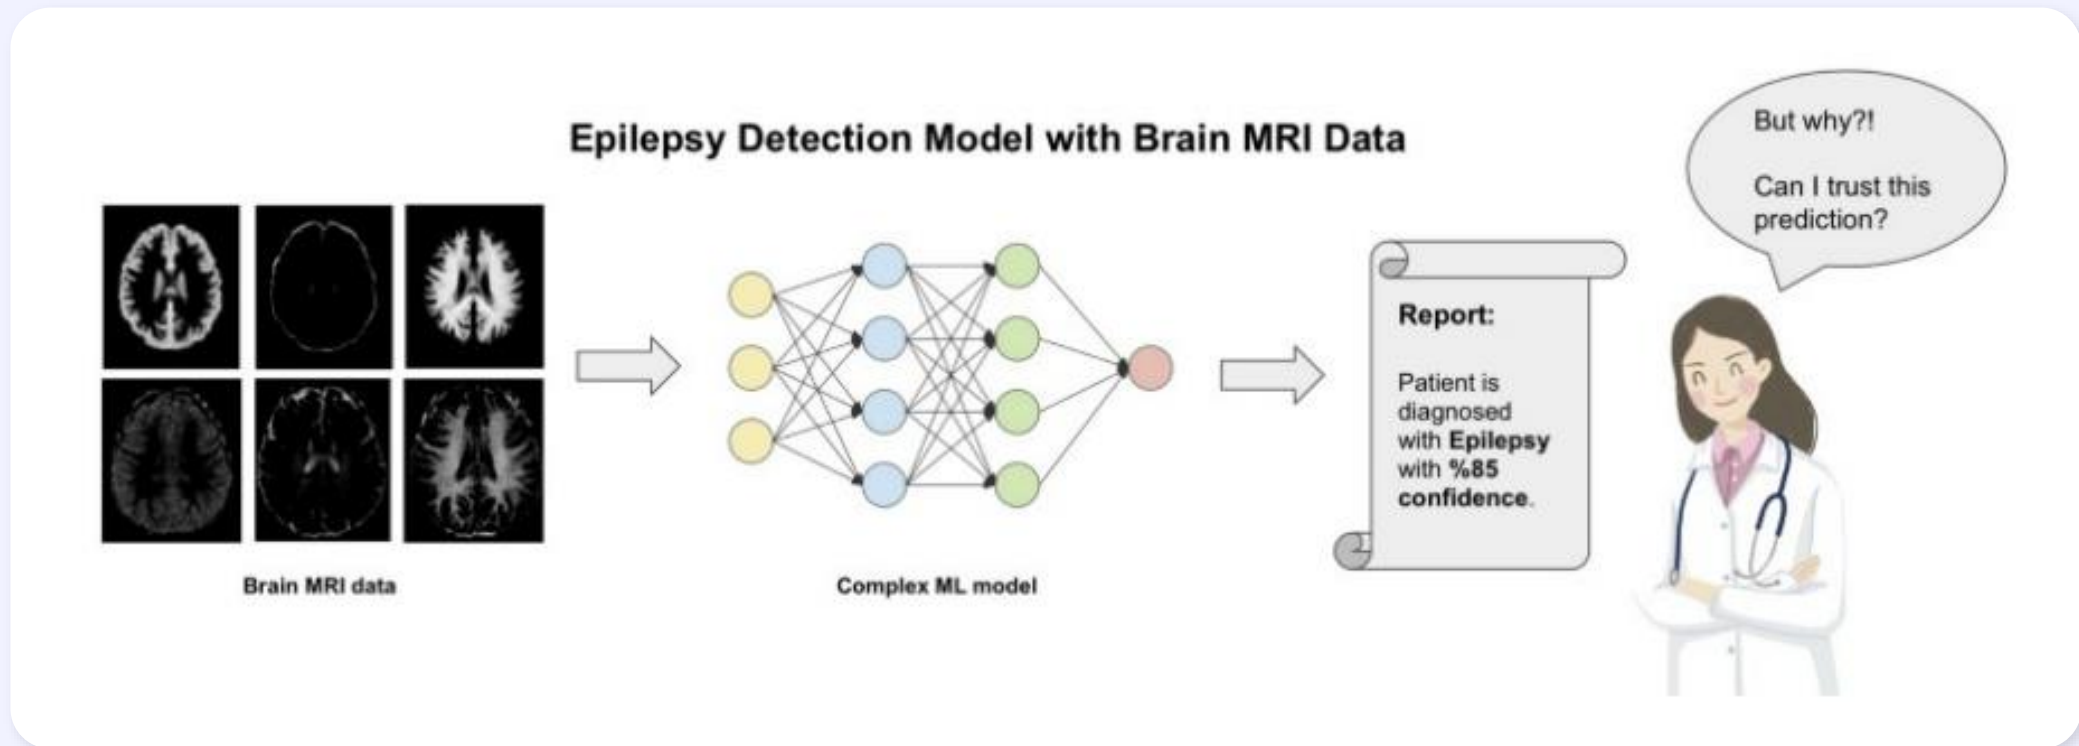 Epilepsy Detection Model with Brain MRI Data
Brain MRI data
Complex ML model
Report:
Patient is
diagnosed
with Epilepsy
with %85
confidence.
But why?!
Can I trust this
prediction?